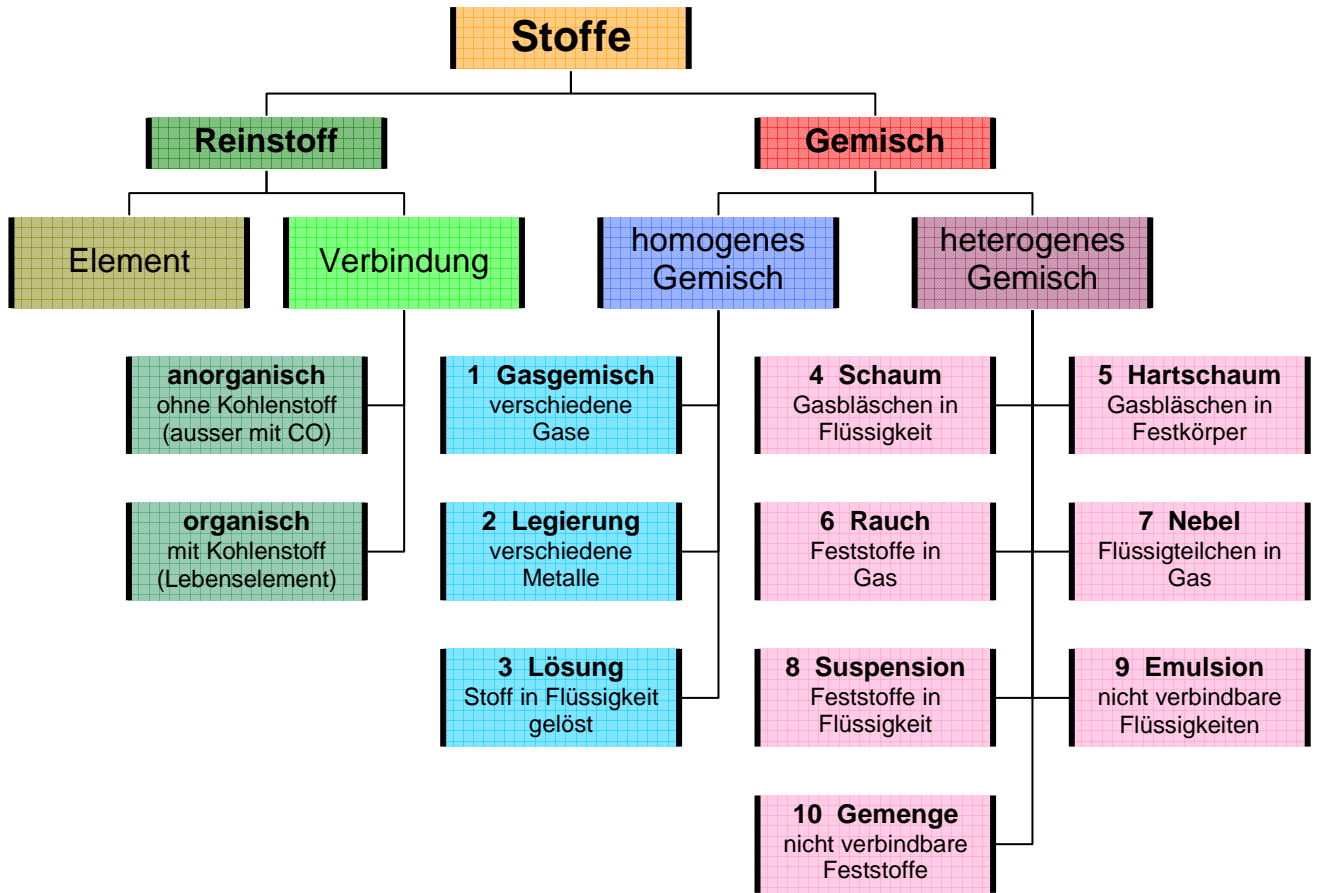 Stoffe
Reinstoff
Gemisch
Element
Verbindung
homogenes
Gemisch
heterogenes
Gemisch
anorganisch
ohne Kohlenstoff
(ausser mit CO)
1 Gasgemisch
verschiedene
Gase
4 Schaum
Gasbläschen in
Flüssigkeit
5 Hartschaum
Gasbläschen in
Festkörper
organisch
mit Kohlenstoff
(Lebenselement)
2 Legierung
verschiedene
Metalle
6 Rauch
Feststoffe in
Gas
7 Nebel
Flüssigteilchen in
Gas
3 Lösung
Stoff in Flüssigkeit
gelöst
8 Suspension
Feststoffe in
Flüssigkeit
9 Emulsion
nicht verbindbare
Flüssigkeiten
10 Gemenge
nicht verbindbare
Feststoffe